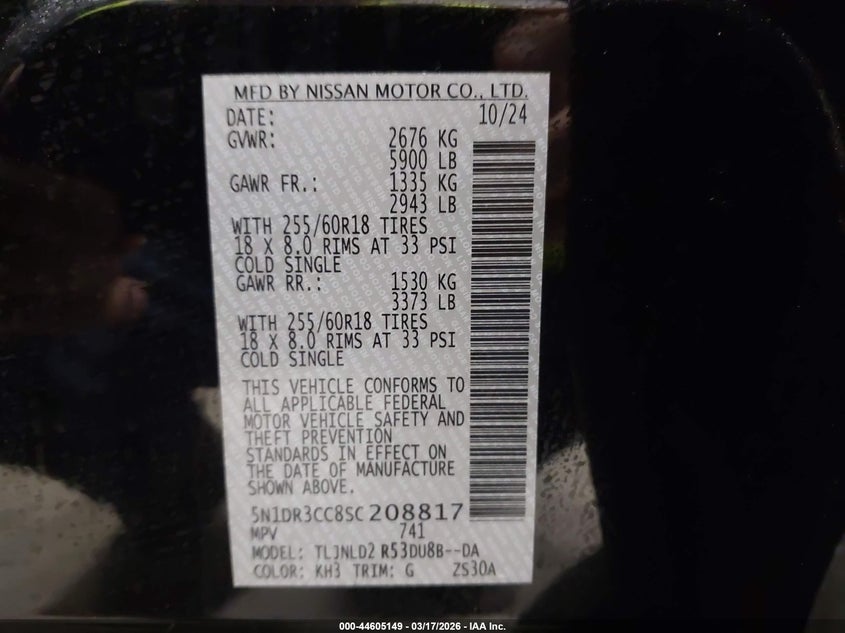 MFD BY NISSAN MOTOR CO., LTD.
DATE: 10/24
GVWR: 2676 KG
5900 LB
GAWR FR.: 1335 KG
2943 LB
WITH 255/60R18 TIRES
18 X 8.0 RIMS AT 33 PSI
COLD SINGLE
GAWR RR.: 1530 KG
3373 LB
WITH 255/60R18 TIRES
18 X 8.0 RIMS AT 33 PSI
COLD SINGLE
THIS VEHICLE CONFORMS TO
ALL APPLICABLE FEDERAL
MOTOR VEHICLE SAFETY AND
THEFT PREVENTION
STANDARDS IN EFFECT ON
THE DATE OF MANUFACTURE
SHOWN ABOVE.
5N1DR3CC8SC208817
MPV 741
MODEL: TLJNLD2 R53DU8B--DA
COLOR: KH3 TRIM: G ZS30A
000-44605149 - 03/17/2026 - IAA Inc.